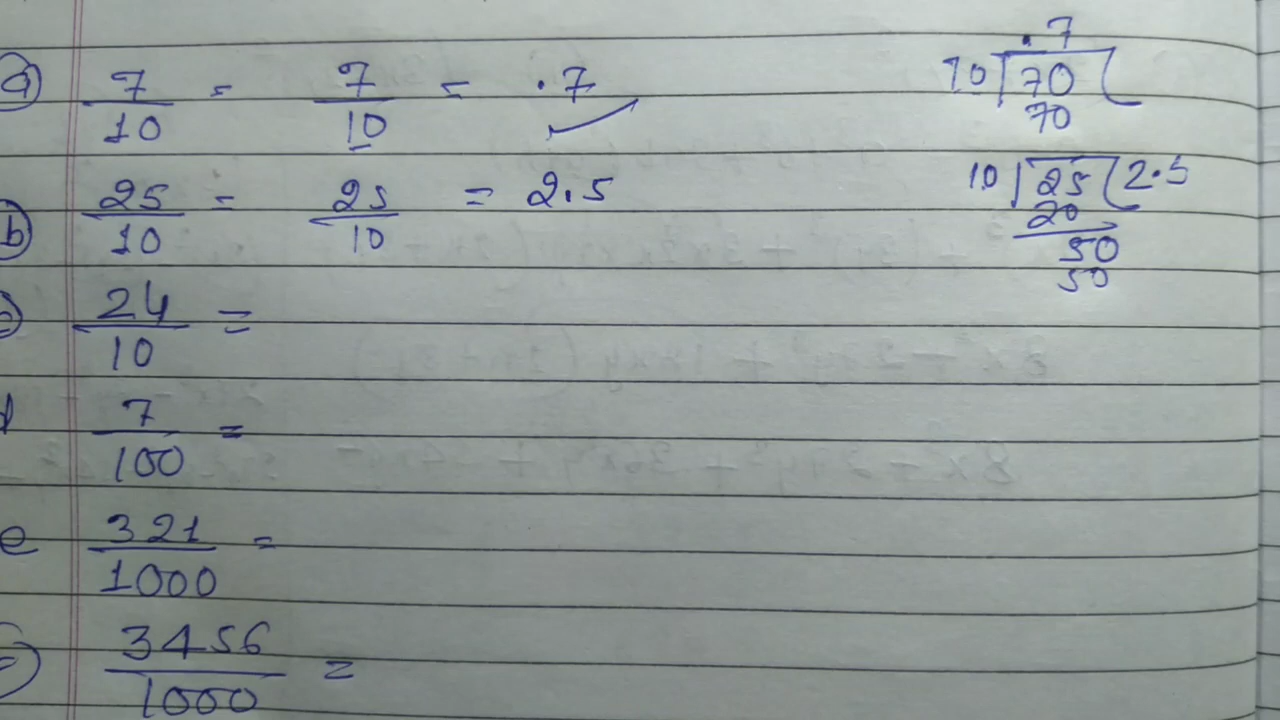 a) 7/10 = 7/10 = .7
.7
10 ) 70 (
70
b) 25/10 = 25/10 = 2.5
10 ) 25 ( 2.5
20
50
50
24/10 =
d 7/100 =
e 321/1000 =
3456/1000 =